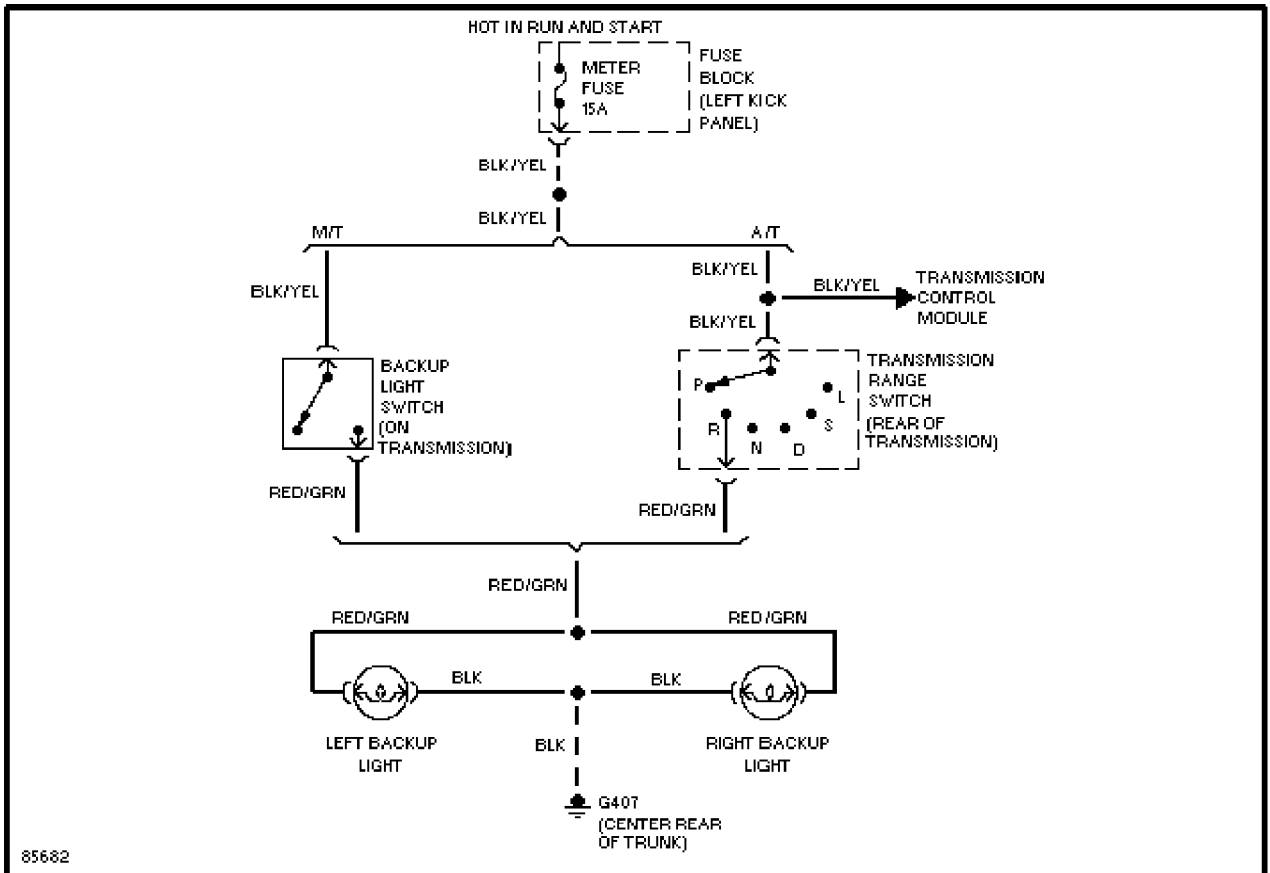 HOT IN RUN AND START
METER
FUSE
15A
FUSE
BLOCK
(LEFT KICK
PANEL)
BLK/YEL
BLK/YEL
M/T
A/T
BLK/YEL
BLK/YEL
BLK/YEL
TRANSMISSION
CONTROL
MODULE
BLK/YEL
BACKUP
LIGHT
SWITCH
(ON
TRANSMISSION)
P
R
N
D
S
L
TRANSMISSION
RANGE
SWITCH
(REAR OF
TRANSMISSION)
RED/GRN
RED/GRN
RED/GRN
RED/GRN
RED/GRN
BLK
BLK
LEFT BACKUP
LIGHT
BLK
RIGHT BACKUP
LIGHT
G407
(CENTER REAR
OF TRUNK)
85682